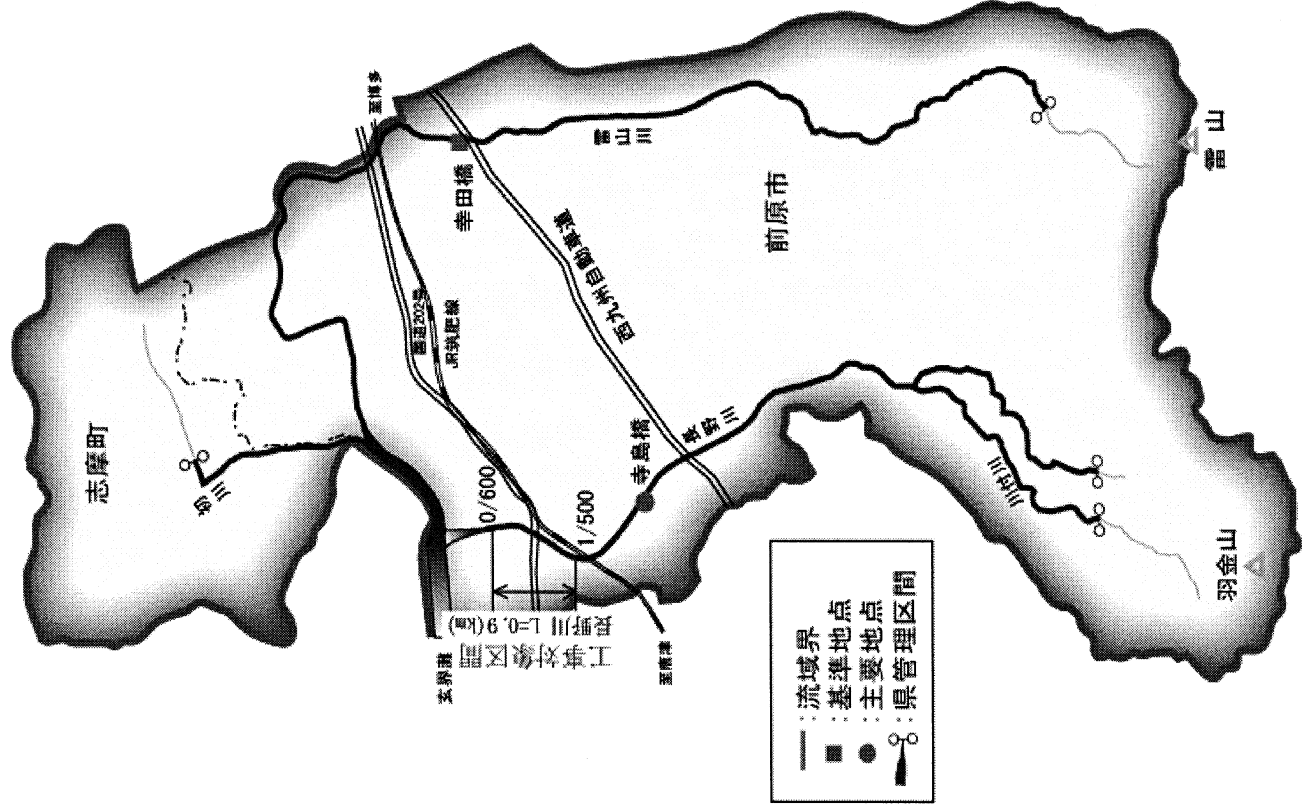 志摩町
初川
至博多
幸田橋
雷山川
国道202号
JR筑肥線
西九州自動車道
前原市
雷山
0/600
1/500
寺島橋
長野川
川付川
羽金山
玄界灘
工事対象区間
長野川 L=0.9(km)
至唐津
:流域界
:基準地点
:主要地点
:県管理区間